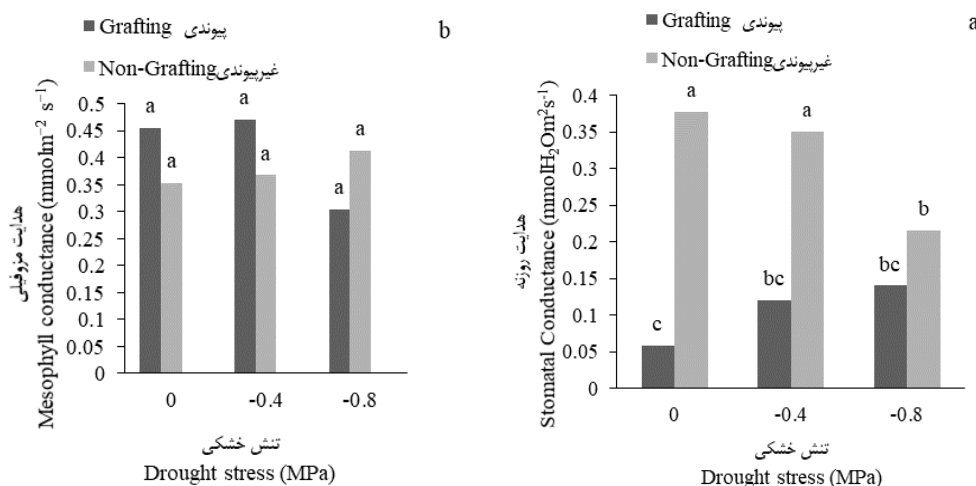 b
Grafting پیوندی
Non-Grafting غیرپیوندی
هدایت مزوفیلی
Mesophyll conductance (mmolm⁻² s⁻¹)
0.5
0.45
0.4
0.35
0.3
0.25
0.2
0.15
0.1
0.05
0
a
a
a
a
a
a
0
-0.4
-0.8
تنش خشکی
Drought stress (MPa)
a
Grafting پیوندی
Non-Grafting غیرپیوندی
هدایت روزنه
Stomatal Conductance (mmolH₂Om²s⁻¹)
0.4
0.35
0.3
0.25
0.2
0.15
0.1
0.05
0
c
a
bc
a
bc
b
0
-0.4
-0.8
تنش خشکی
Drought stress (MPa)